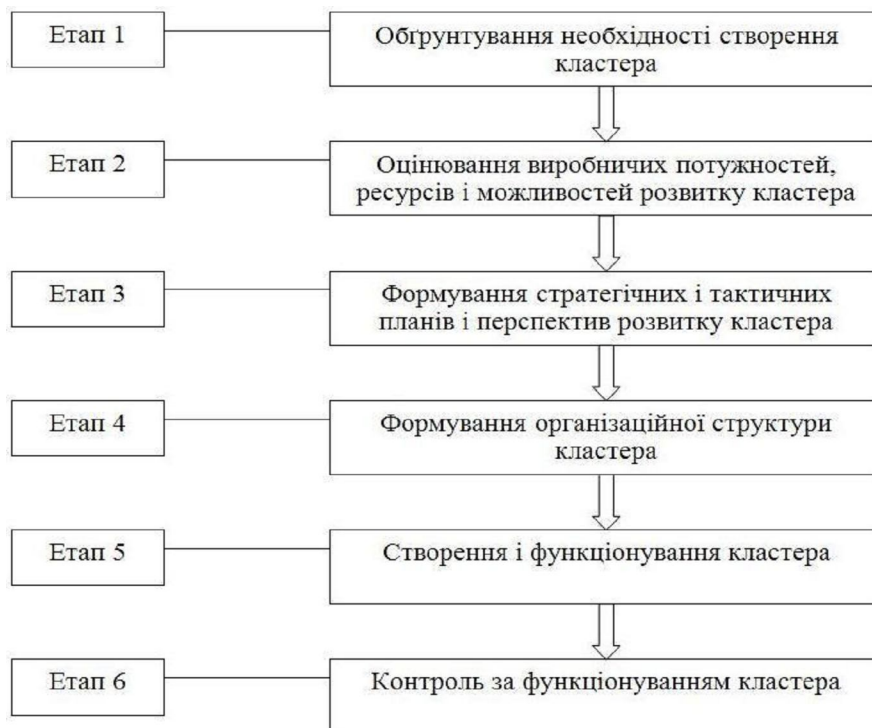 Етап 1
Обґрунтування необхідності створення
кластера
Етап 2
Оцінювання виробничих потужностей,
ресурсів і можливостей розвитку кластера
Етап 3
Формування стратегічних і тактичних
планів і перспектив розвитку кластера
Етап 4
Формування організаційної структури
кластера
Етап 5
Створення і функціонування кластера
Етап 6
Контроль за функціонуванням кластера